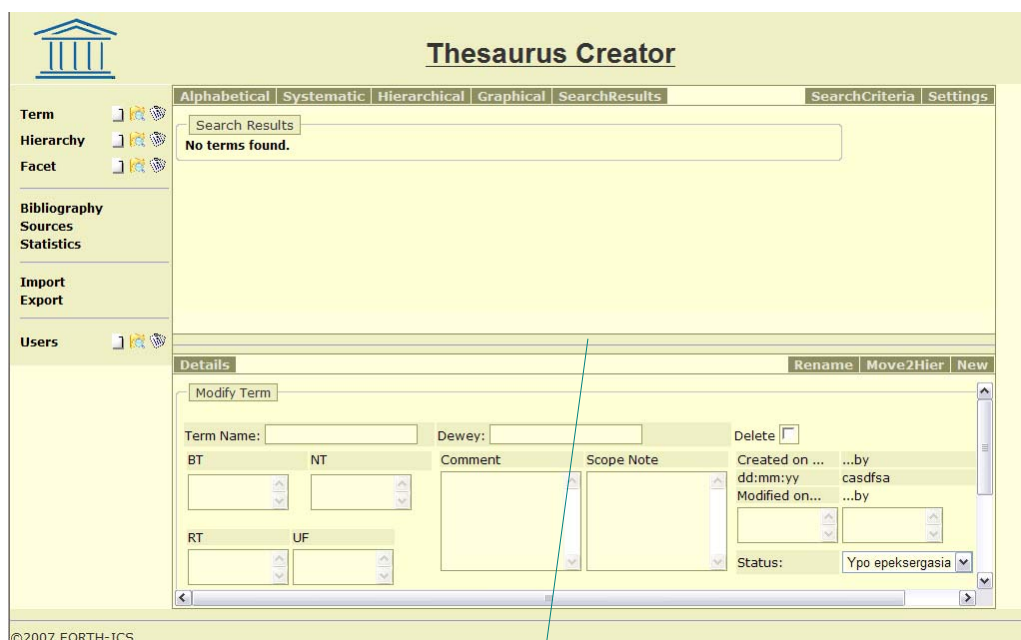 Thesaurus Creator
Alphabetical Systematic Hierarchical Graphical SearchResults SearchCriteria Settings
Term
Hierarchy
Facet
Bibliography
Sources
Statistics
Import
Export
Users
Search Results
No terms found.
Details Rename Move2Hier New
Modify Term
Term Name: Dewey: Delete
BT NT Comment Scope Note Created on ... ...by
dd:mm:yy casdfsa
Modified on... ...by
RT UF
Status: Ypo epeksergasia
©2007 FORTH-ICS